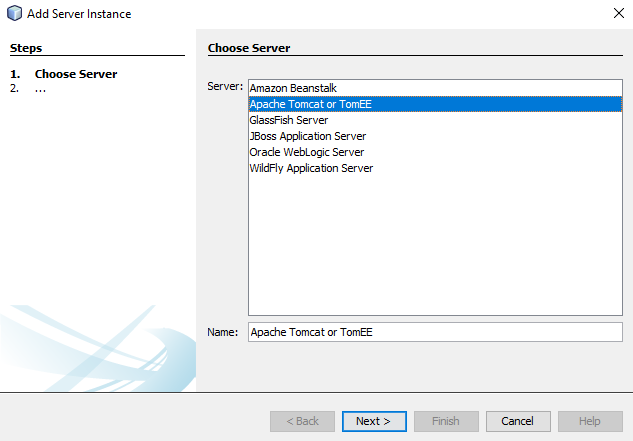 Add Server Instance
Steps
1. Choose Server
2. ...
Choose Server
Server:
Amazon Beanstalk
Apache Tomcat or TomEE
GlassFish Server
JBoss Application Server
Oracle WebLogic Server
WildFly Application Server
Name: Apache Tomcat or TomEE
< Back Next > Finish Cancel Help